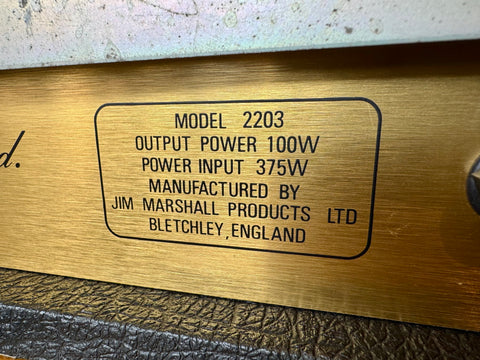 MODEL 2203
OUTPUT POWER 100W
POWER INPUT 375W
MANUFACTURED BY
JIM MARSHALL PRODUCTS LTD
BLETCHLEY, ENGLAND